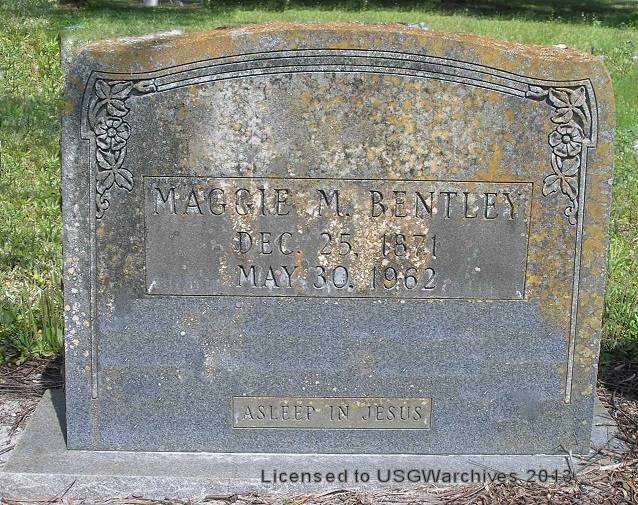 MAGGIE M. BENTLEY
DEC. 25, 1871
MAY 30, 1962
ASLEEP IN JESUS
Licensed to USGWarchives 2013